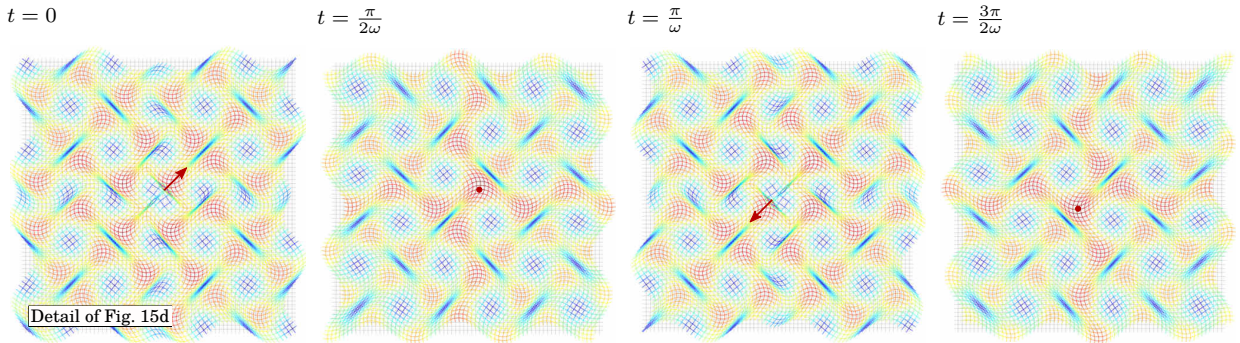 t = 0
t = π/2ω
t = π/ω
t = 3π/2ω
Detail of Fig. 15d